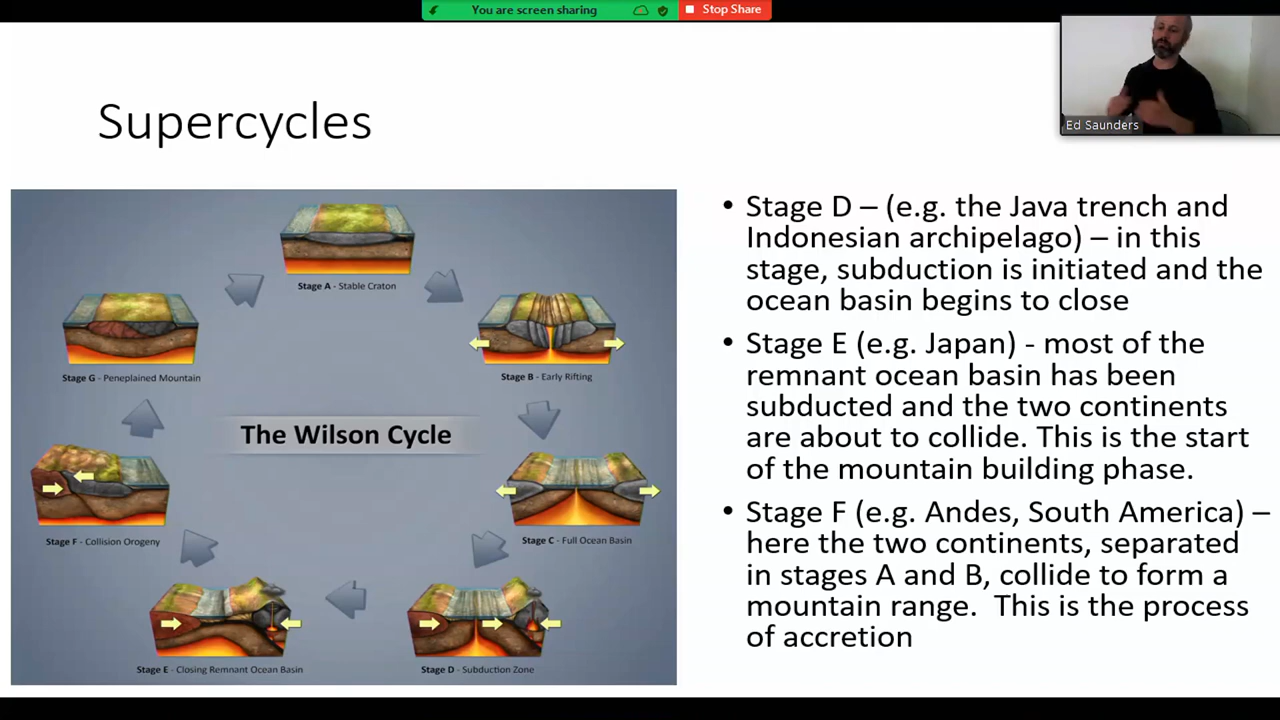 You are screen sharing
Stop Share
Ed Saunders
Supercycles
Stage A - Stable Craton
Stage G - Peneplained Mountain
Stage B - Early Rifting
The Wilson Cycle
Stage F - Collision Orogeny
Stage C - Full Ocean Basin
Stage E - Closing Remnant Ocean Basin
Stage D - Subduction Zone
• Stage D – (e.g. the Java trench and
Indonesian archipelago) – in this
stage, subduction is initiated and the
ocean basin begins to close
• Stage E (e.g. Japan) - most of the
remnant ocean basin has been
subducted and the two continents
are about to collide. This is the start
of the mountain building phase.
• Stage F (e.g. Andes, South America) –
here the two continents, separated
in stages A and B, collide to form a
mountain range.  This is the process
of accretion